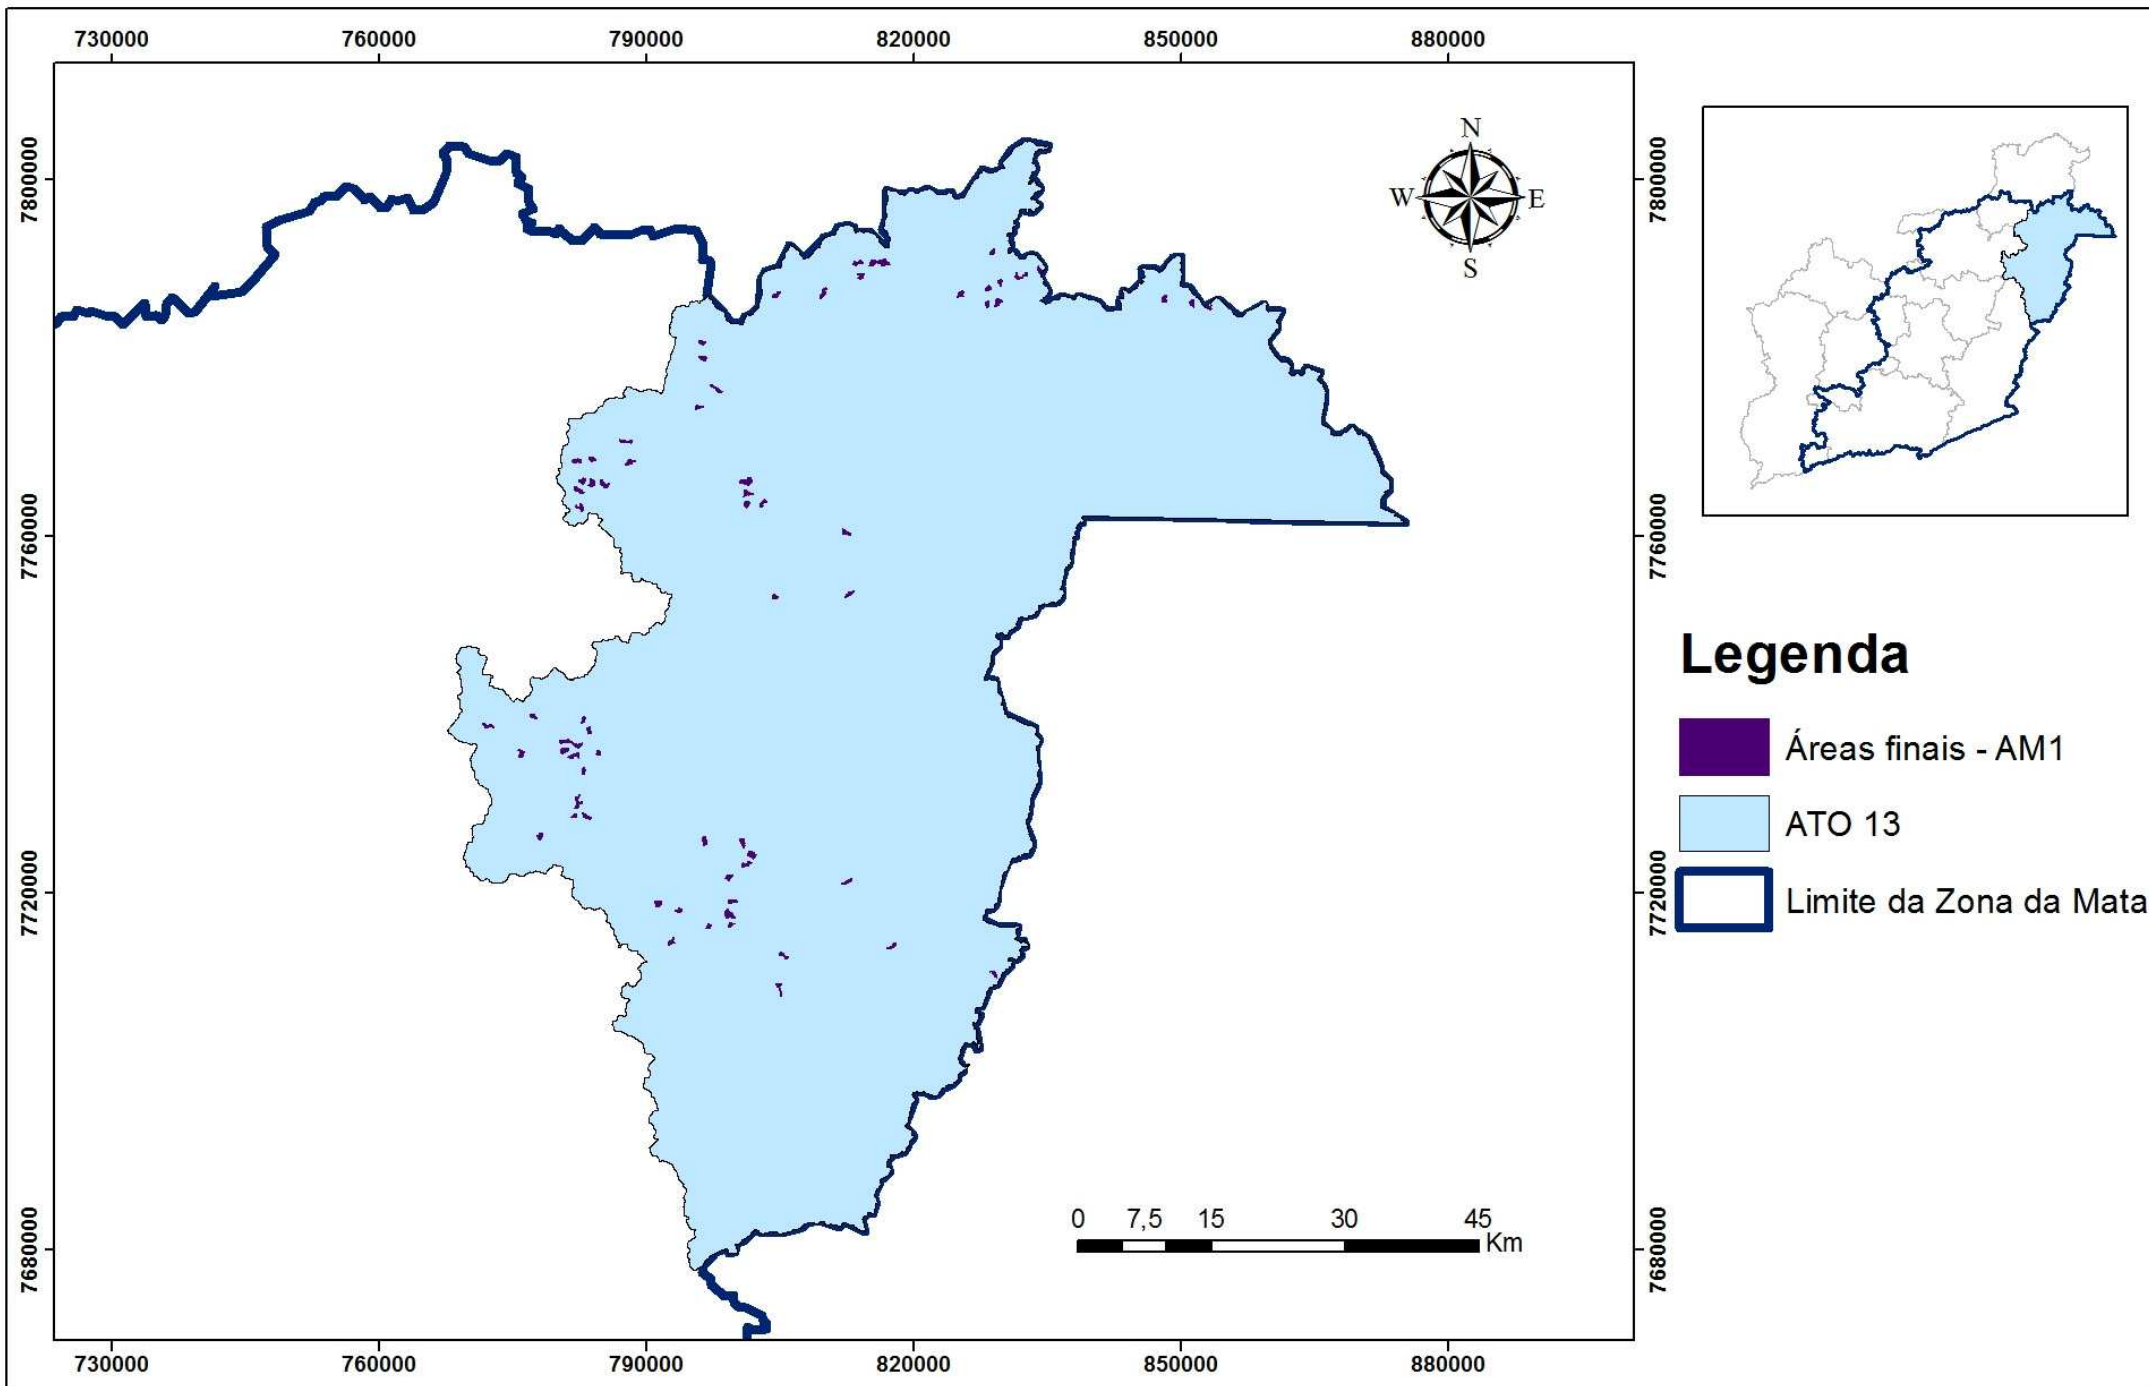 730000 760000 790000 820000 850000 880000
7800000 7800000
N
W E
S
7760000 7760000
Legenda
Áreas finais - AM1
ATO 13
Limite da Zona da Mata
7720000 7720000
0 7,5 15 30 45
Km
7680000 7680000
730000 760000 790000 820000 850000 880000